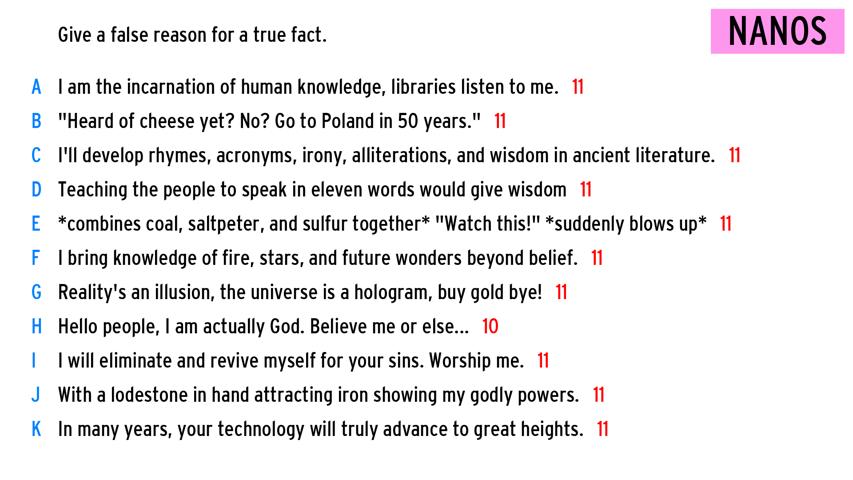 Give a false reason for a true fact.
NANOS
A I am the incarnation of human knowledge, libraries listen to me. 11
B "Heard of cheese yet? No? Go to Poland in 50 years." 11
C I'll develop rhymes, acronyms, irony, alliterations, and wisdom in ancient literature. 11
D Teaching the people to speak in eleven words would give wisdom 11
E *combines coal, saltpeter, and sulfur together* "Watch this!" *suddenly blows up* 11
F I bring knowledge of fire, stars, and future wonders beyond belief. 11
G Reality's an illusion, the universe is a hologram, buy gold bye! 11
H Hello people, I am actually God. Believe me or else... 10
I I will eliminate and revive myself for your sins. Worship me. 11
J With a lodestone in hand attracting iron showing my godly powers. 11
K In many years, your technology will truly advance to great heights. 11